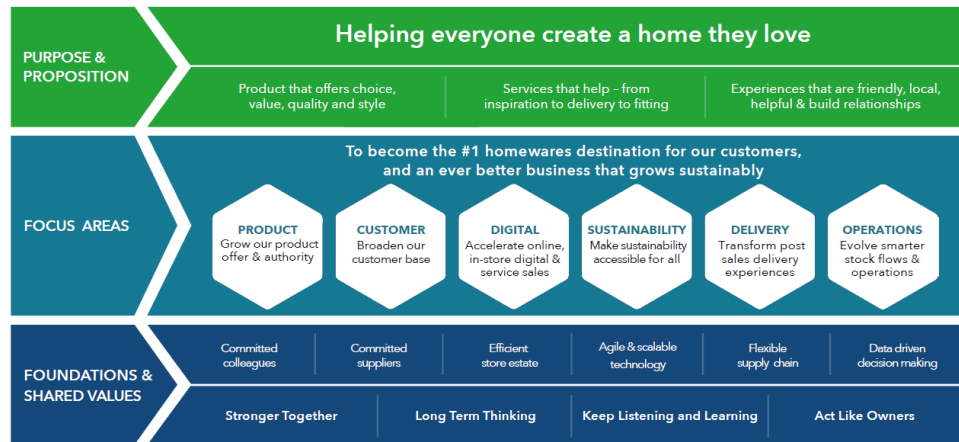 PURPOSE &
PROPOSITION
Helping everyone create a home they love
Product that offers choice,
value, quality and style
Services that help – from
inspiration to delivery to fitting
Experiences that are friendly, local,
helpful & build relationships
FOCUS AREAS
To become the #1 homewares destination for our customers,
and an ever better business that grows sustainably
PRODUCT
Grow our product
offer & authority
CUSTOMER
Broaden our
customer base
DIGITAL
Accelerate online,
in-store digital &
service sales
SUSTAINABILITY
Make sustainability
accessible for all
DELIVERY
Transform post
sales delivery
experiences
OPERATIONS
Evolve smarter
stock flows &
operations
FOUNDATIONS &
SHARED VALUES
Committed
colleagues
Committed
suppliers
Efficient
store estate
Agile & scalable
technology
Flexible
supply chain
Data driven
decision making
Stronger Together
Long Term Thinking
Keep Listening and Learning
Act Like Owners